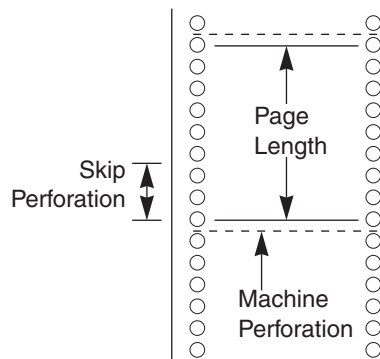 Page
Length
Skip
Perforation
Machine
Perforation